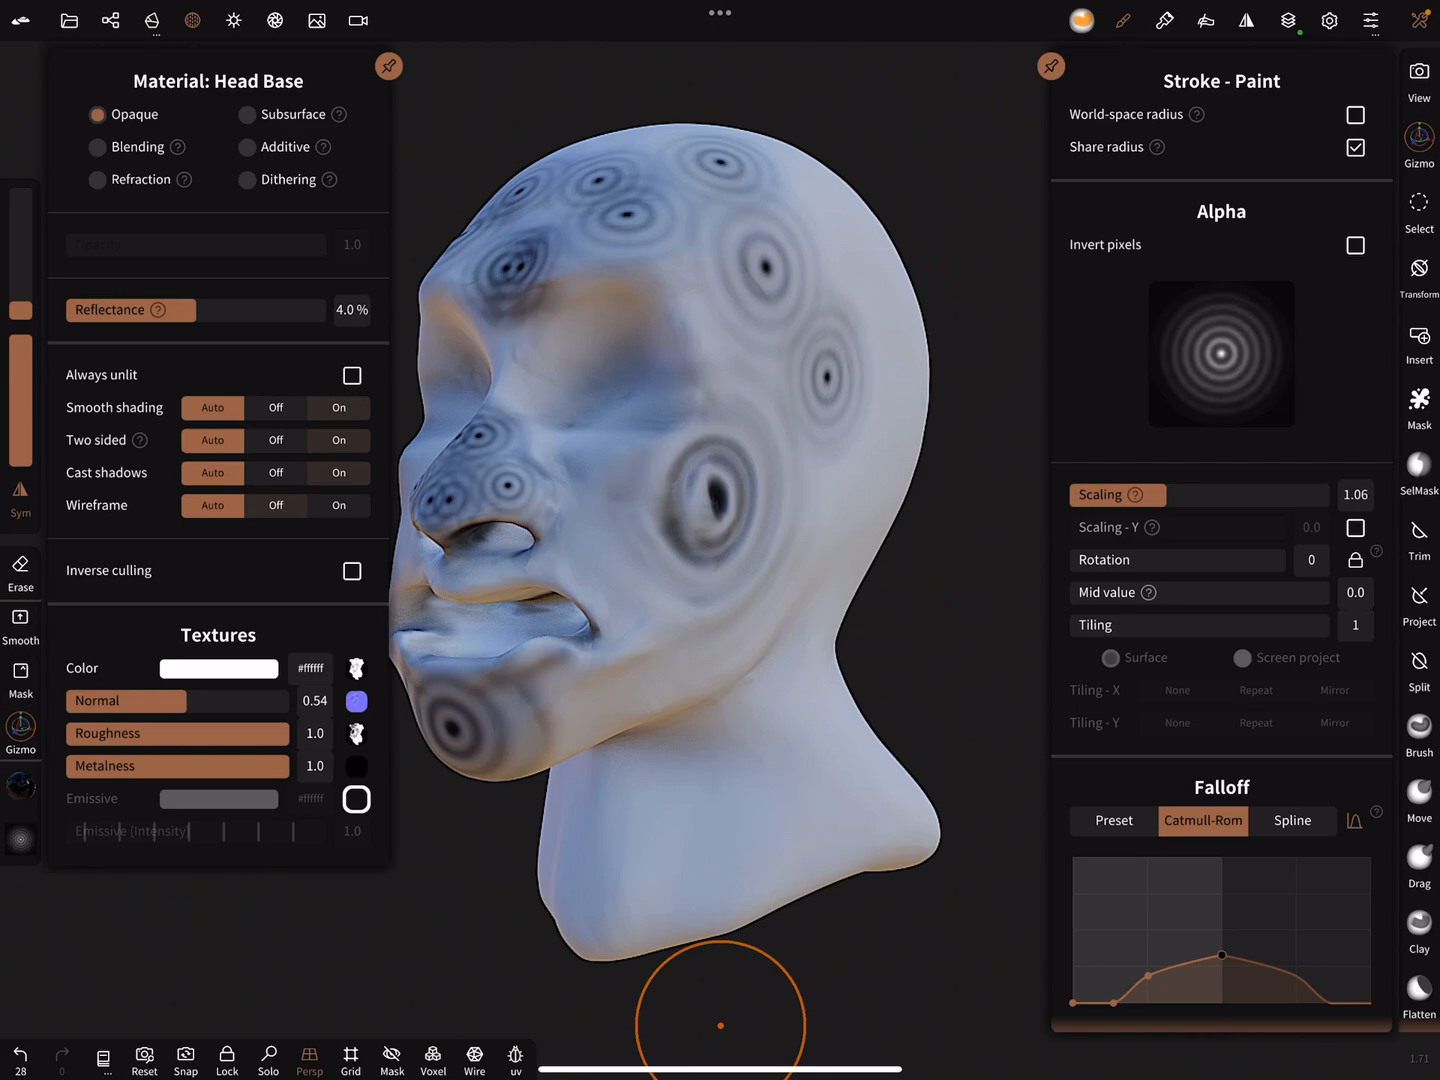 Material: Head Base
Opaque
Subsurface ?
Blending ?
Additive ?
Refraction ?
Dithering ?
Opacity 1.0
Reflectance ? 4.0 %
Always unlit
Smooth shading Auto Off On
Two sided ? Auto Off On
Cast shadows Auto Off On
Wireframe Auto Off On
Inverse culling
Textures
Color #ffffff
Normal 0.54
Roughness 1.0
Metalness 1.0
Emissive #ffffff
Emissive (Intensity) 1.0
Sym
Erase
Smooth
Mask
Gizmo
Stroke - Paint
World-space radius ?
Share radius ?
Alpha
Invert pixels
Scaling ? 1.06
Scaling - Y ? 0.0
Rotation 0 ?
Mid value ? 0.0
Tiling 1
Surface Screen project
Tiling - X None Repeat Mirror
Tiling - Y None Repeat Mirror
Falloff
Preset Catmull-Rom Spline ?
View
Gizmo
Select
Transform
Insert
Mask
SelMask
Trim
Project
Split
Brush
Move
Drag
Clay
Flatten
28 0 ... Reset Snap Lock Solo Persp Grid Mask Voxel Wire uv
1.71